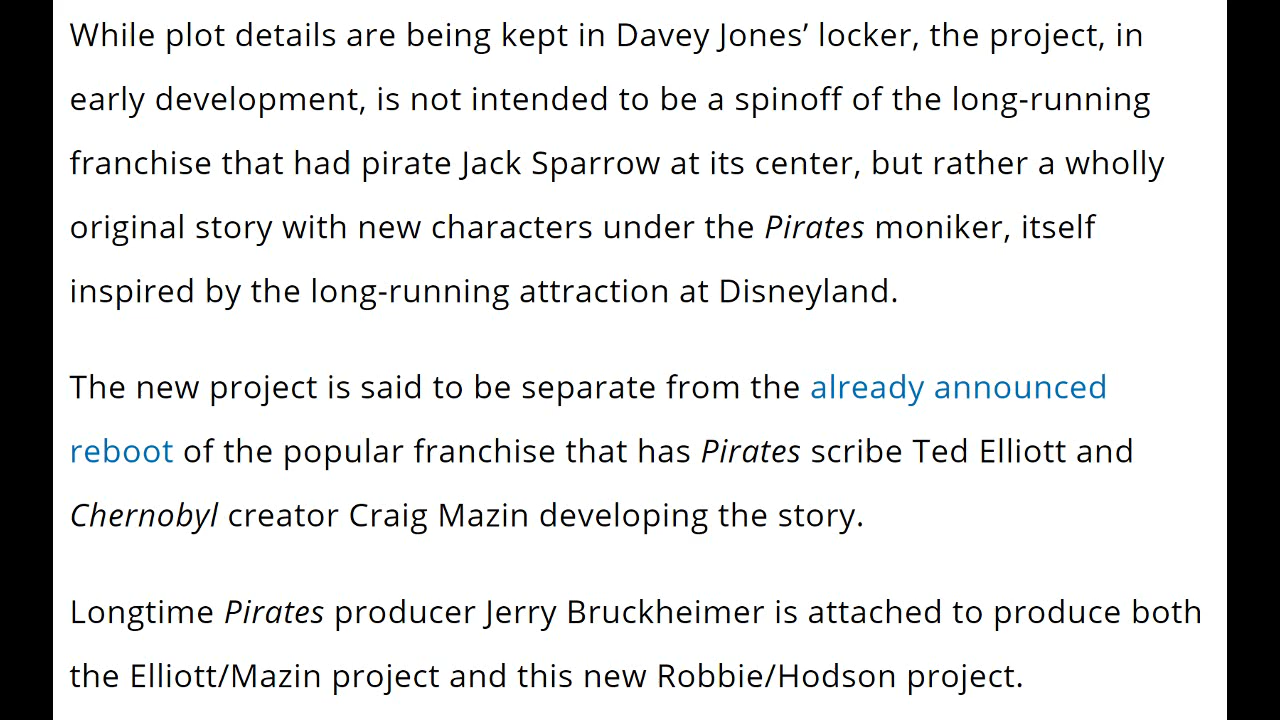 While plot details are being kept in Davey Jones’ locker, the project, in
early development, is not intended to be a spinoff of the long-running
franchise that had pirate Jack Sparrow at its center, but rather a wholly
original story with new characters under the Pirates moniker, itself
inspired by the long-running attraction at Disneyland.
The new project is said to be separate from the already announced
reboot of the popular franchise that has Pirates scribe Ted Elliott and
Chernobyl creator Craig Mazin developing the story.
Longtime Pirates producer Jerry Bruckheimer is attached to produce both
the Elliott/Mazin project and this new Robbie/Hodson project.